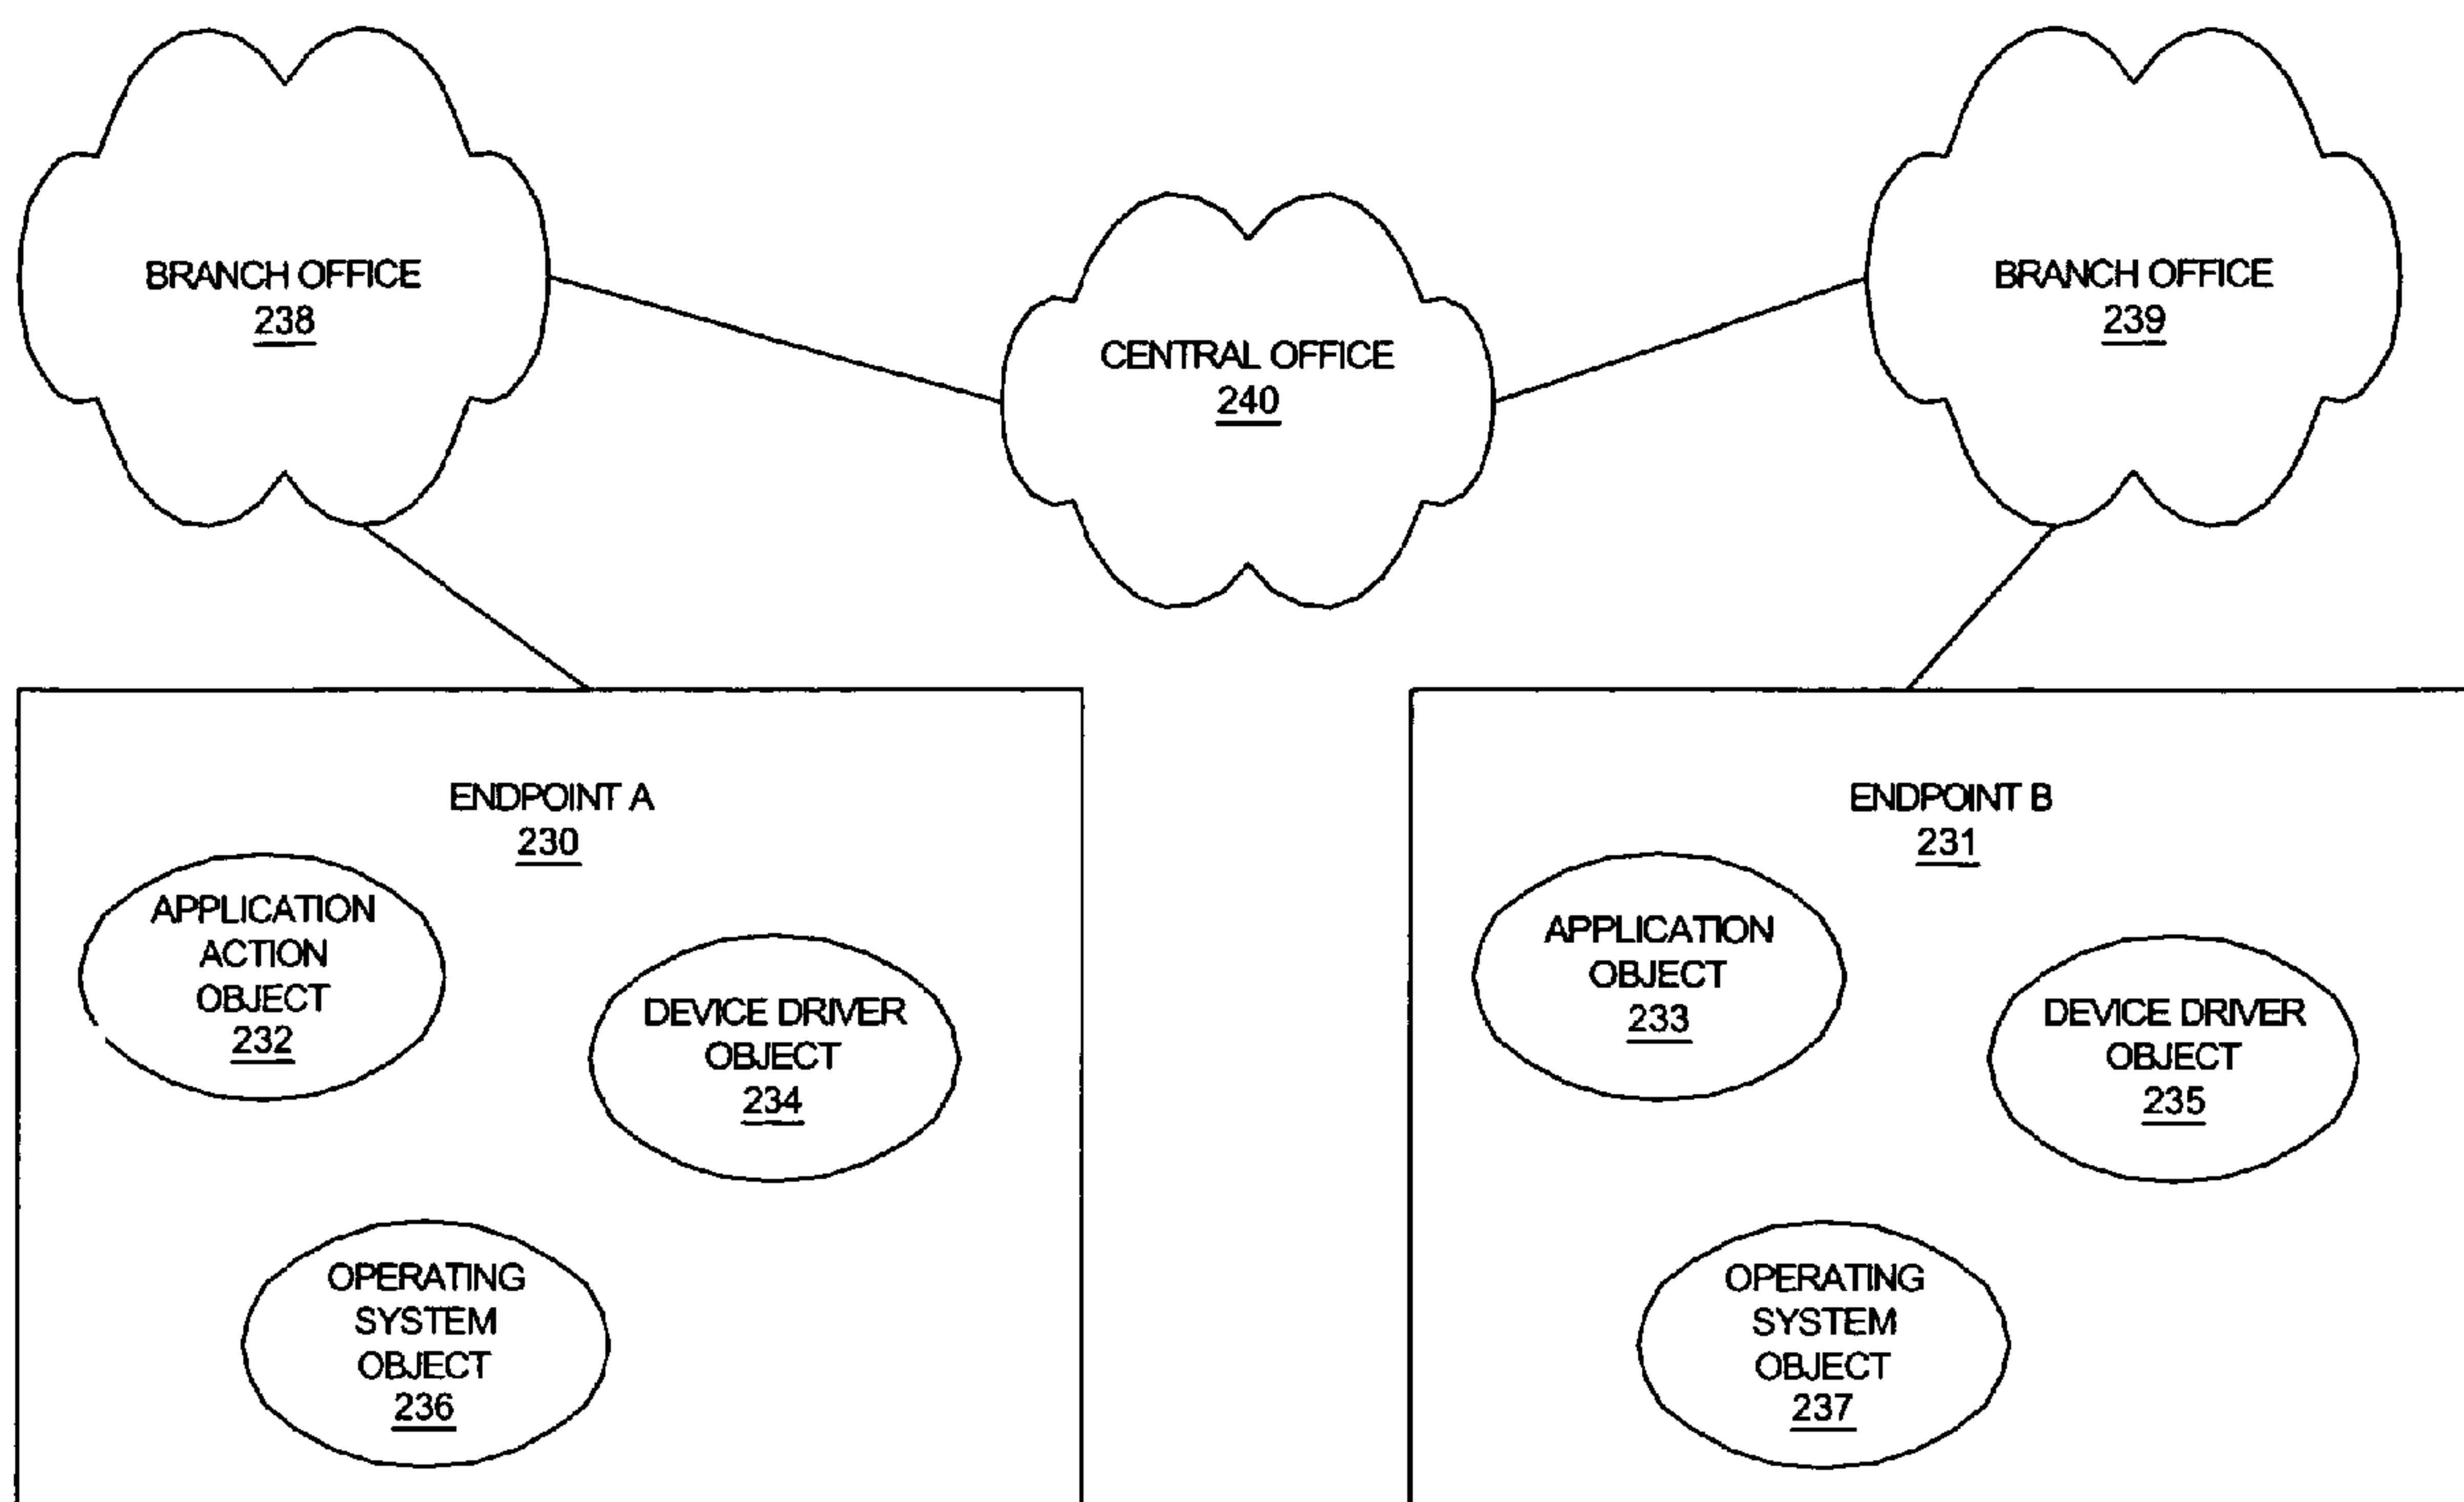 BRANCH OFFICE
238
CENTRAL OFFICE
240
BRANCH OFFICE
239
ENDPOINT A
230
APPLICATION
ACTION
OBJECT
232
DEVICE DRIVER
OBJECT
234
OPERATING
SYSTEM
OBJECT
236
ENDPOINT B
231
APPLICATION
OBJECT
233
DEVICE DRIVER
OBJECT
235
OPERATING
SYSTEM
OBJECT
237